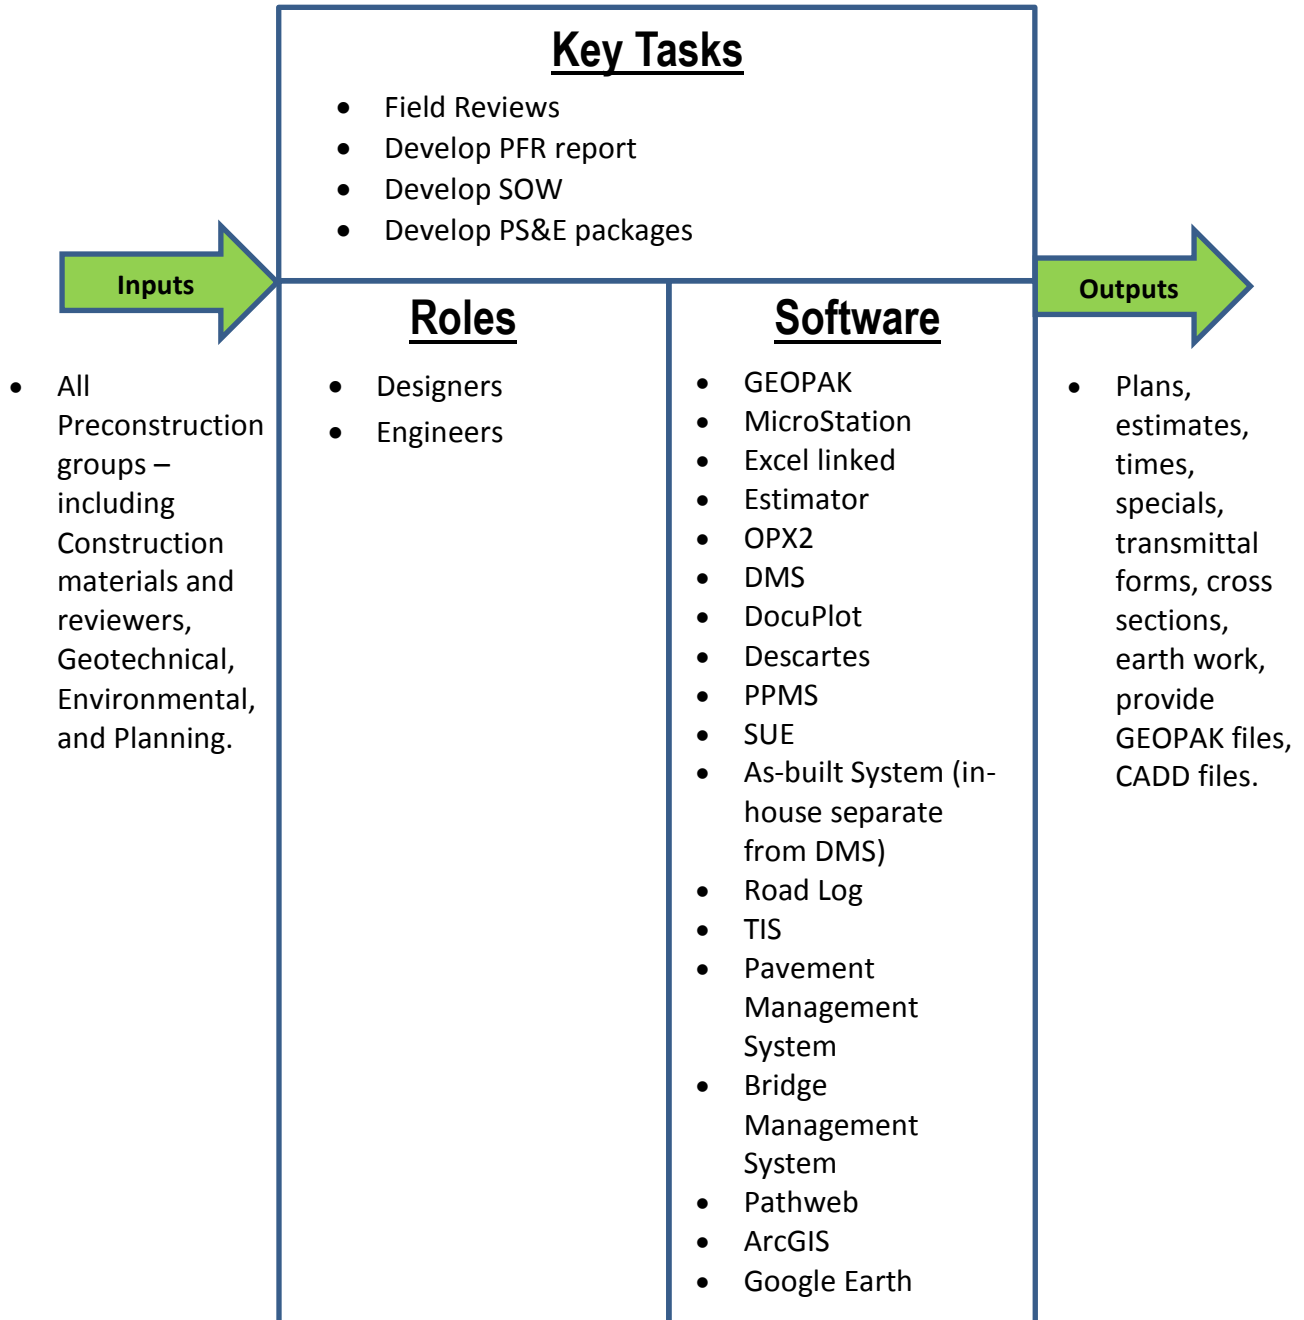 Key Tasks
• Field Reviews
• Develop PFR report
• Develop SOW
• Develop PS&E packages
Inputs
• All
Preconstruction
groups –
including
Construction
materials and
reviewers,
Geotechnical,
Environmental,
and Planning.
Roles
• Designers
• Engineers
Software
• GEOPAK
• MicroStation
• Excel linked
• Estimator
• OPX2
• DMS
• DocuPlot
• Descartes
• PPMS
• SUE
• As-built System (in-
house separate
from DMS)
• Road Log
• TIS
• Pavement
Management
System
• Bridge
Management
System
• Pathweb
• ArcGIS
• Google Earth
Outputs
• Plans,
estimates,
times,
specials,
transmittal
forms, cross
sections,
earth work,
provide
GEOPAK files,
CADD files.